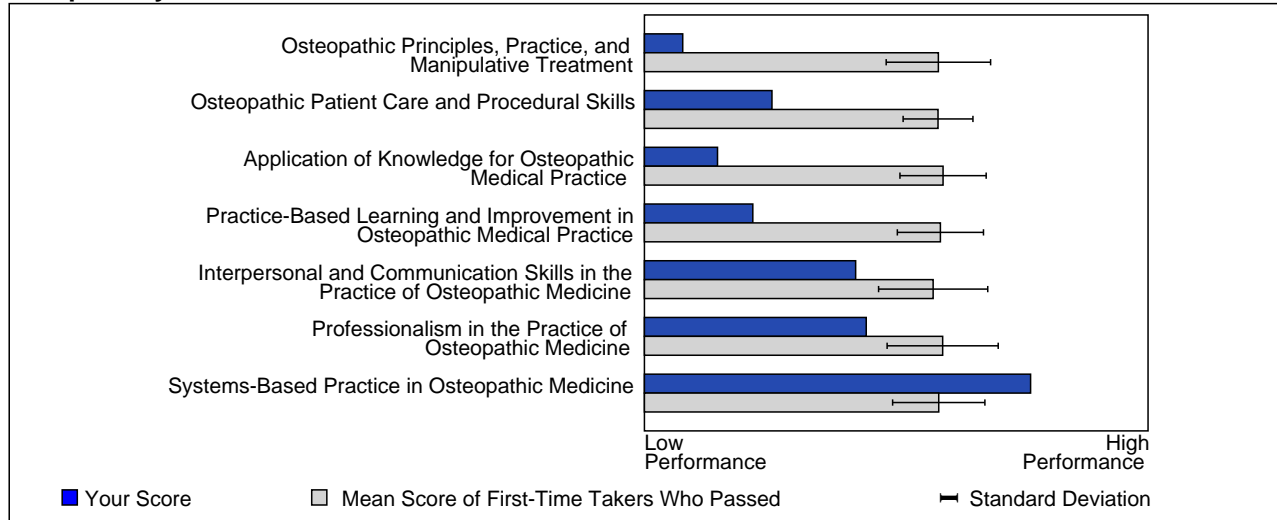 Osteopathic Principles, Practice, and
Manipulative Treatment
Osteopathic Patient Care and Procedural Skills
Application of Knowledge for Osteopathic
Medical Practice
Practice-Based Learning and Improvement in
Osteopathic Medical Practice
Interpersonal and Communication Skills in the
Practice of Osteopathic Medicine
Professionalism in the Practice of
Osteopathic Medicine
Systems-Based Practice in Osteopathic Medicine
Low
Performance
High
Performance
Your Score
Mean Score of First-Time Takers Who Passed
Standard Deviation